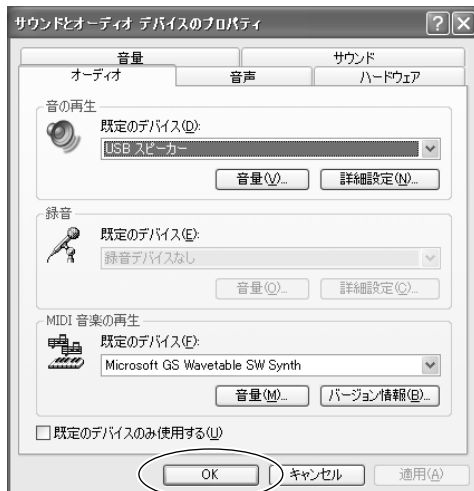 サウンドとオーディオ デバイスのプロパティ
音量 サウンド
オーディオ 音声 ハードウェア
音の再生
既定のデバイス(D):
USB スピーカー
音量(V)... 詳細設定(N)...
録音
既定のデバイス(E):
録音デバイスなし
音量(O)... 詳細設定(C)...
MIDI 音楽の再生
既定のデバイス(F):
Microsoft GS Wavetable SW Synth
音量(M)... バージョン情報(B)...
既定のデバイスのみ使用する(U)
OK キャンセル 適用(A)